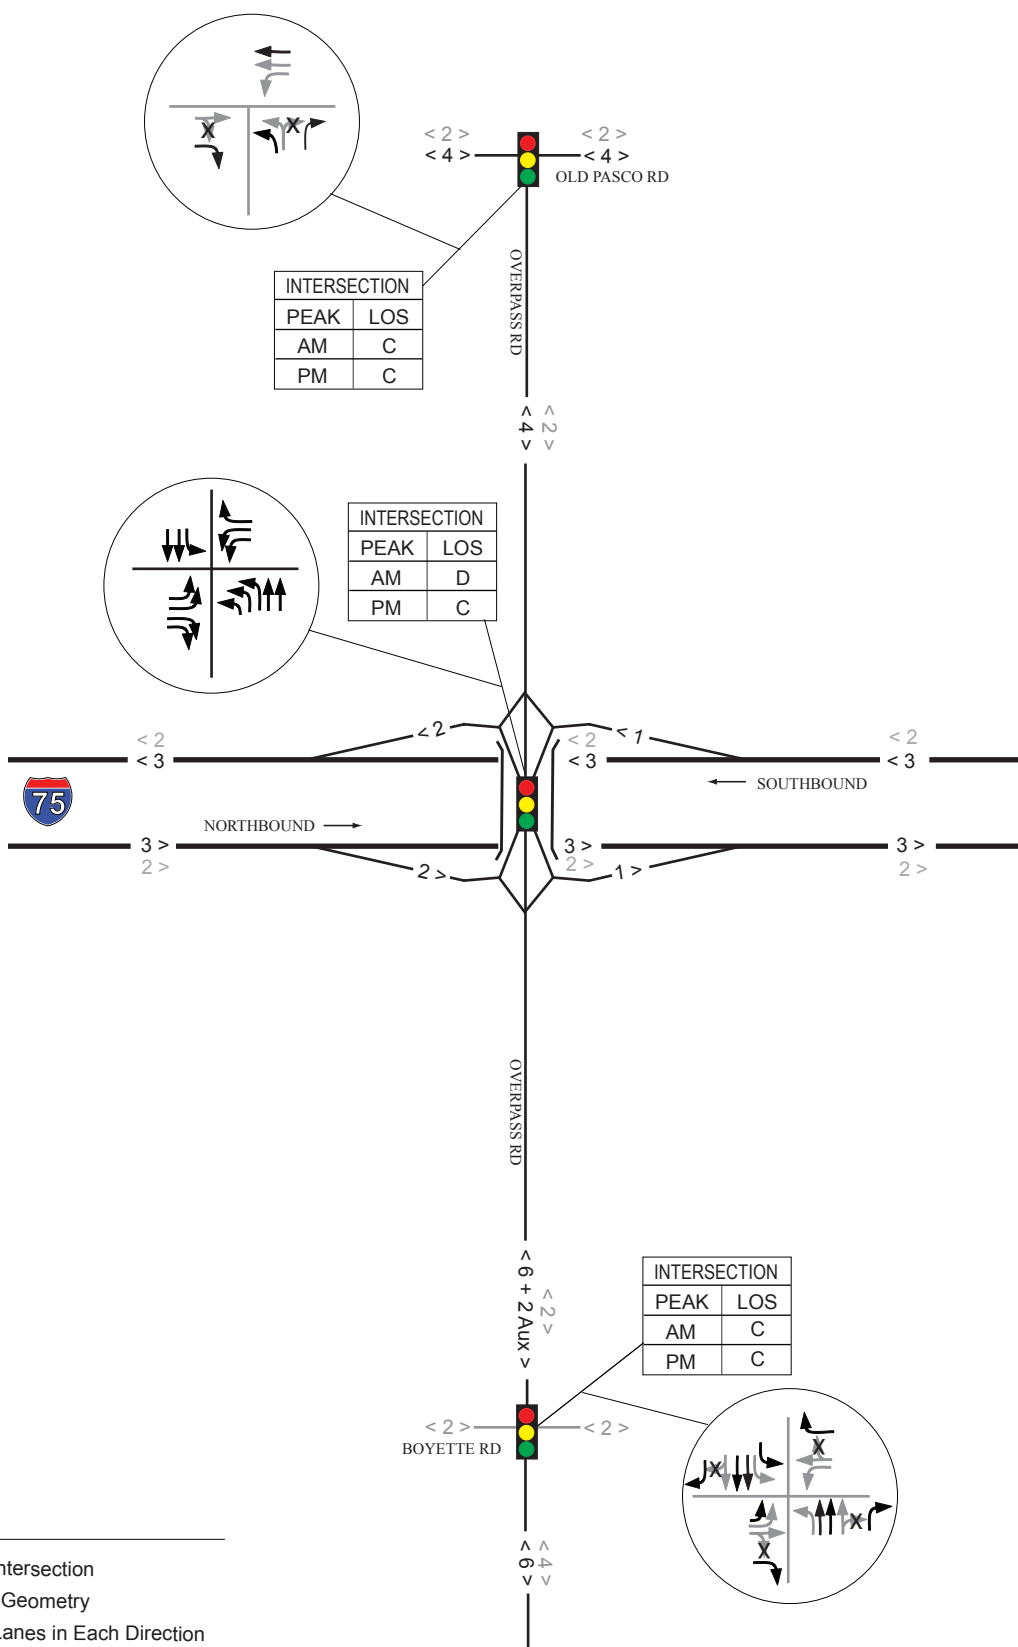 X
X
< 2 >
< 4 >
< 2 >
< 4 >
OLD PASCO RD
OVERPASS RD
INTERSECTION
PEAK LOS
AM C
PM C
< 4 >
< 2 >
INTERSECTION
PEAK LOS
AM D
PM C
< 2
< 1
< 2
< 3
< 2
< 3
< 2
< 3
75
SOUTHBOUND
NORTHBOUND
3 >
2 >
3 >
2 >
3 >
2 >
2 >
1 >
OVERPASS RD
< 6 + 2 Aux >
< 2 >
INTERSECTION
PEAK LOS
AM C
PM C
< 2 >
< 2 >
BOYETTE RD
X
X
X
X
< 6 >
< 4 >
ntersection
Geometry
anes in Each Direction